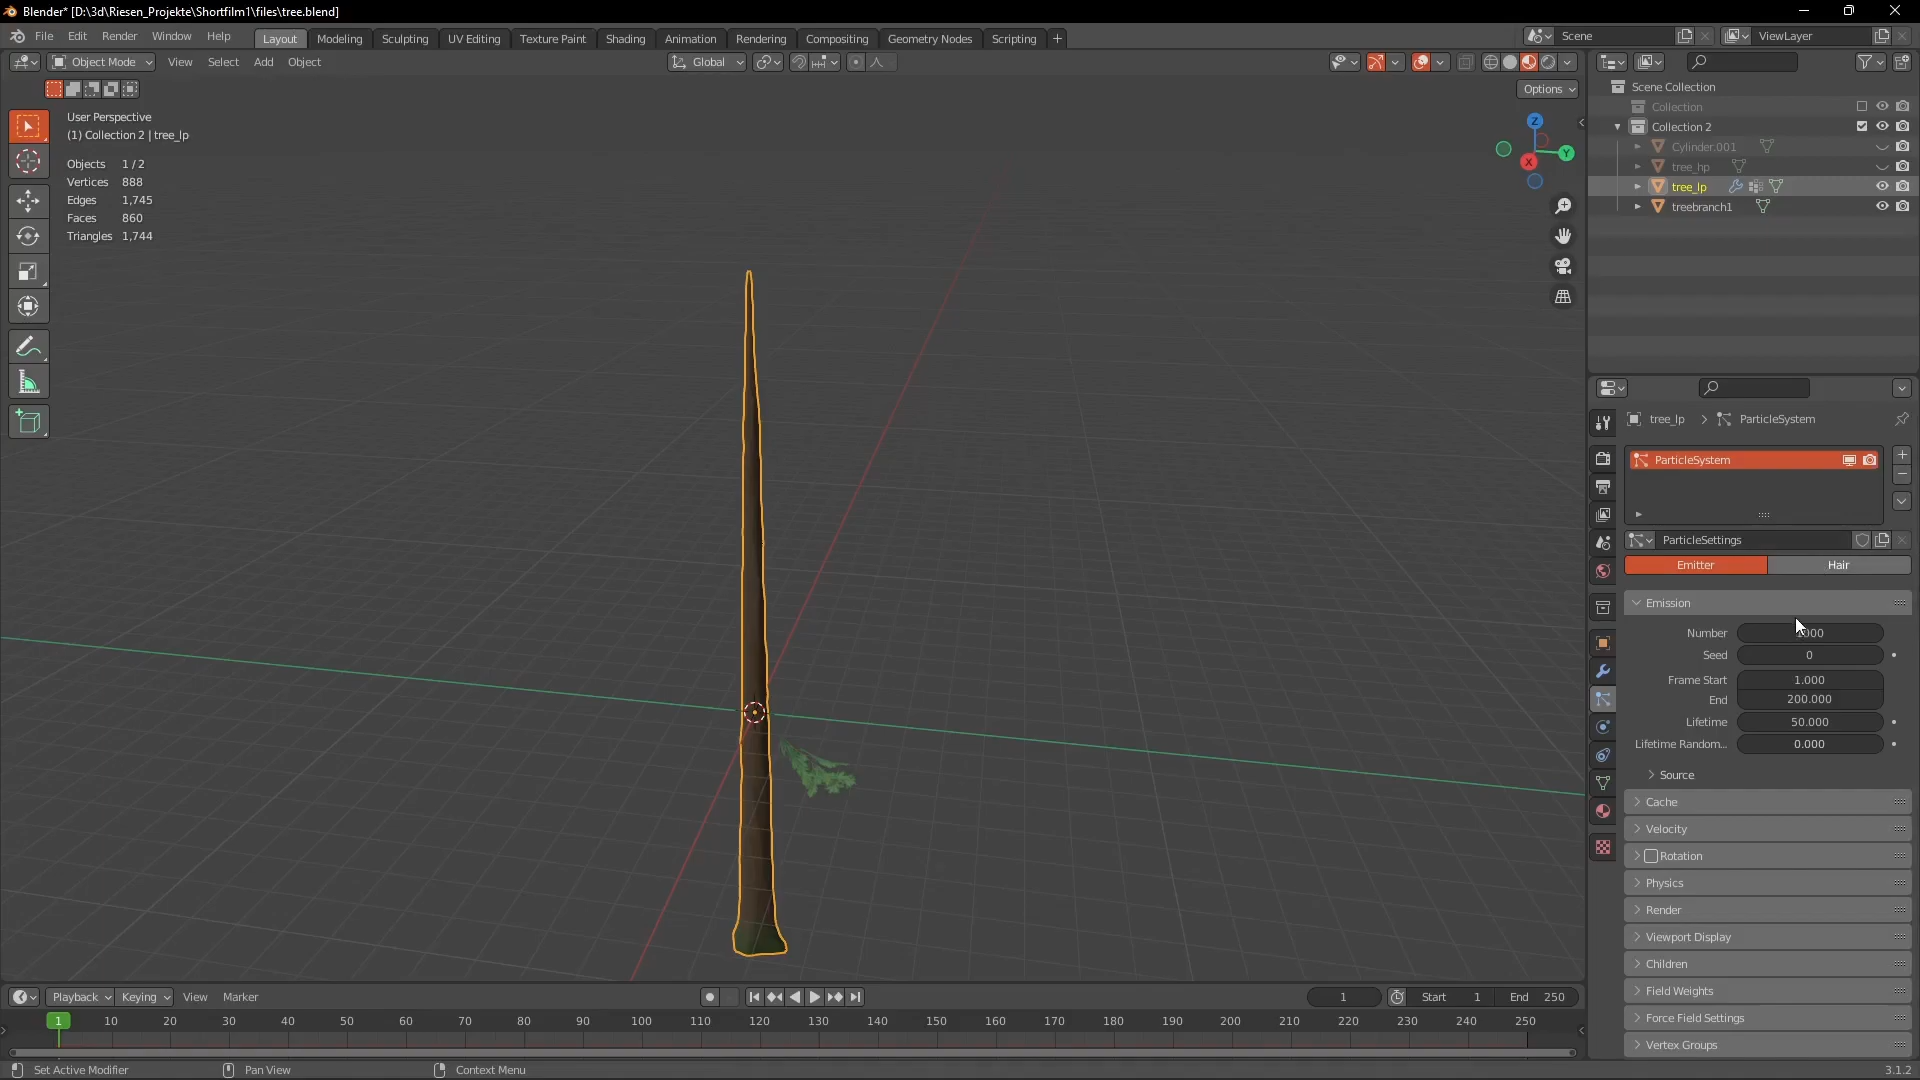 Blender* [D:\3d\Riesen_Projekte\Shortfilm1\files\tree.blend]
File Edit Render Window Help Layout Modeling Sculpting UV Editing Texture Paint Shading Animation Rendering Compositing Geometry Nodes Scripting + Scene ViewLayer
Object Mode View Select Add Object Global
Options
User Perspective
(1) Collection 2 | tree_lp
Objects 1/2
Vertices 888
Edges 1,745
Faces 860
Triangles 1,744
Z
Y
X
Scene Collection
Collection
Collection 2
Cylinder.001
tree_hp
tree_lp
treebranch1
tree_lp > ParticleSystem
ParticleSystem
ParticleSettings
Emitter Hair
Emission
Number
Seed 0
Frame Start 1.000
End 200.000
Lifetime 50.000
Lifetime Random... 0.000
Source
Cache
Velocity
Rotation
Physics
Render
Viewport Display
Children
Field Weights
Force Field Settings
Vertex Groups
Playback Keying View Marker 1 Start 1 End 250
1 10 20 30 40 50 60 70 80 90 100 110 120 130 140 150 160 170 180 190 200 210 220 230 240 250
Set Active Modifier Pan View Context Menu 3.1.2